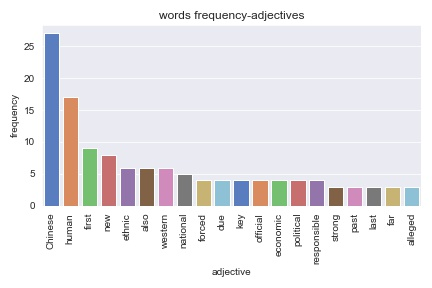 words frequency-adjectives
frequency
25
20
15
10
5
0
Chinese
human
first
new
ethnic
also
western
national
forced
due
key
official
economic
political
responsible
strong
past
last
far
alleged
adjective